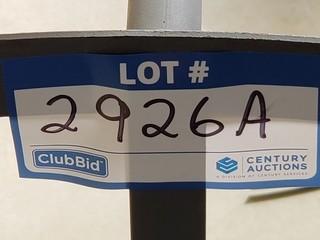 LOT #
2926A
ClubBid
CENTURY
AUCTIONS
A DIVISION OF CENTURY SERVICES